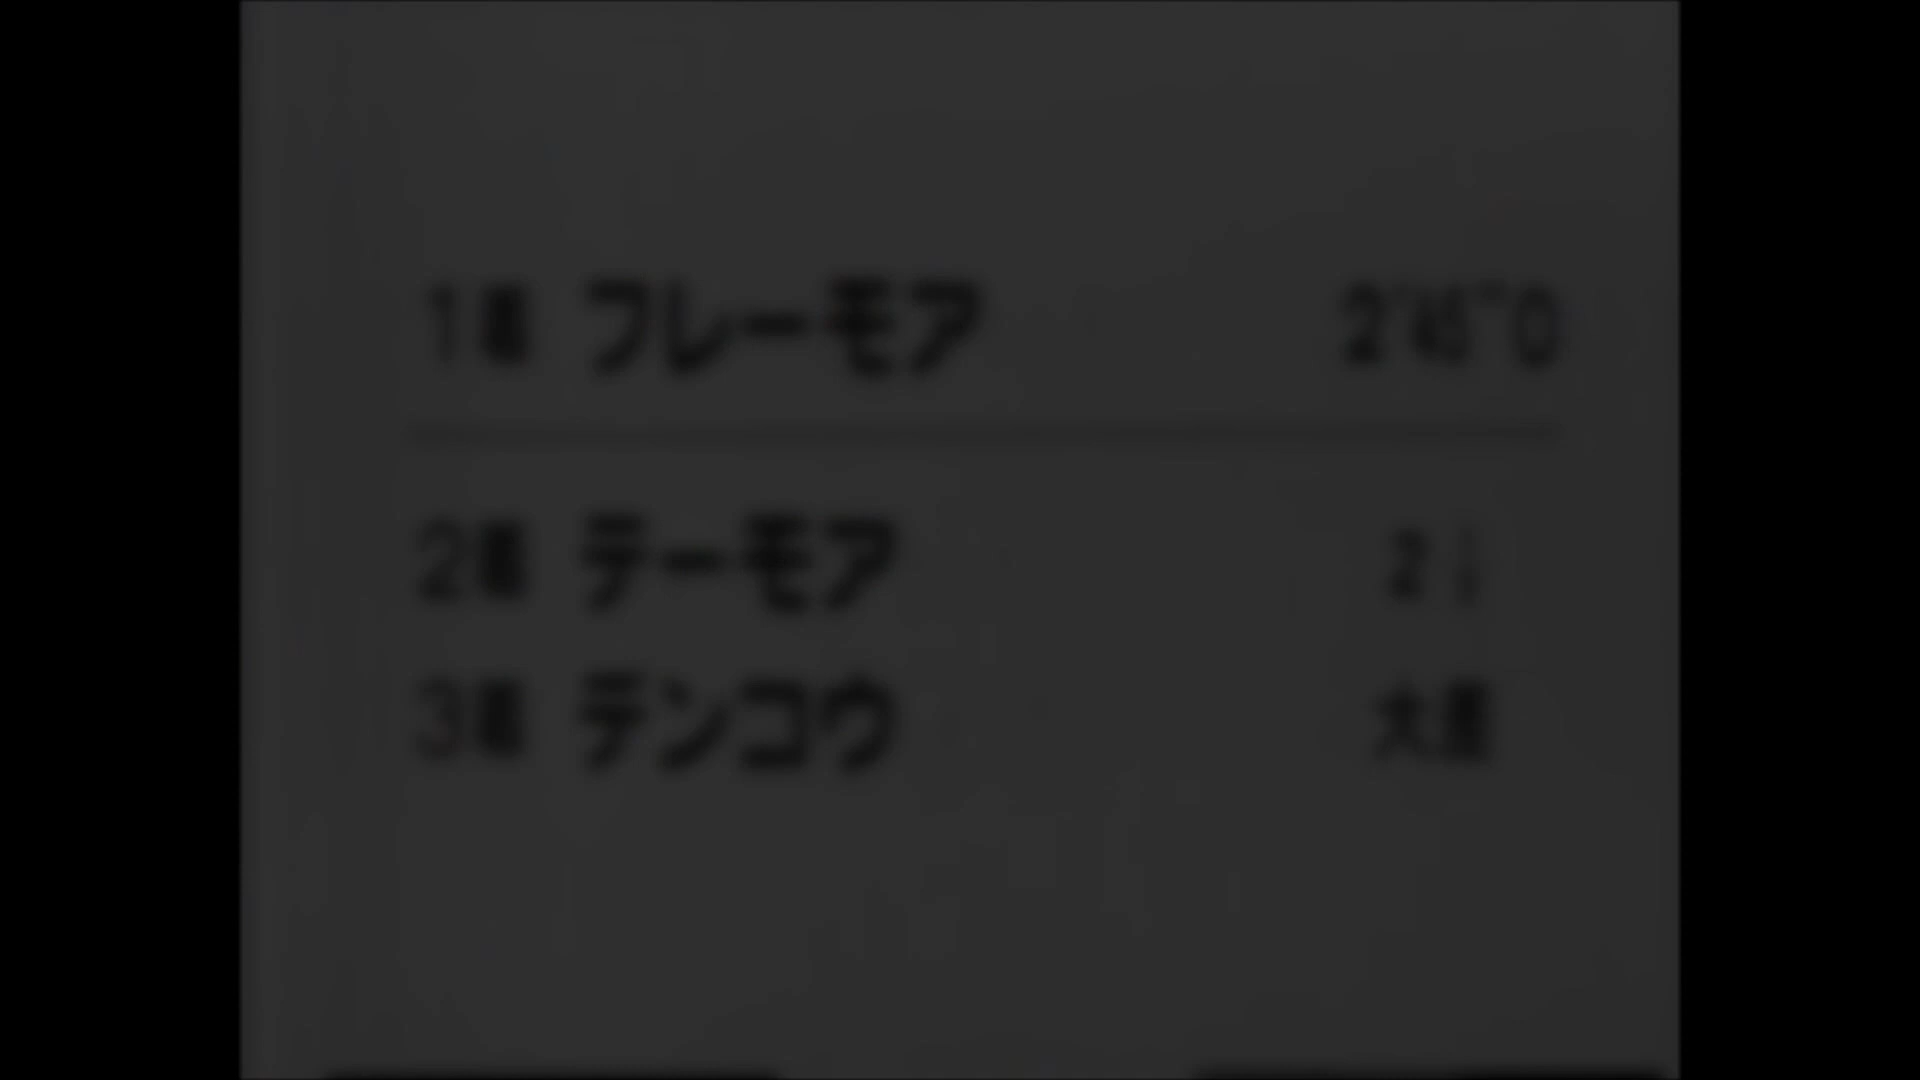 1着 フレーモア 2'45"0
2着 テーモア 2
3着 テンコウ 大差